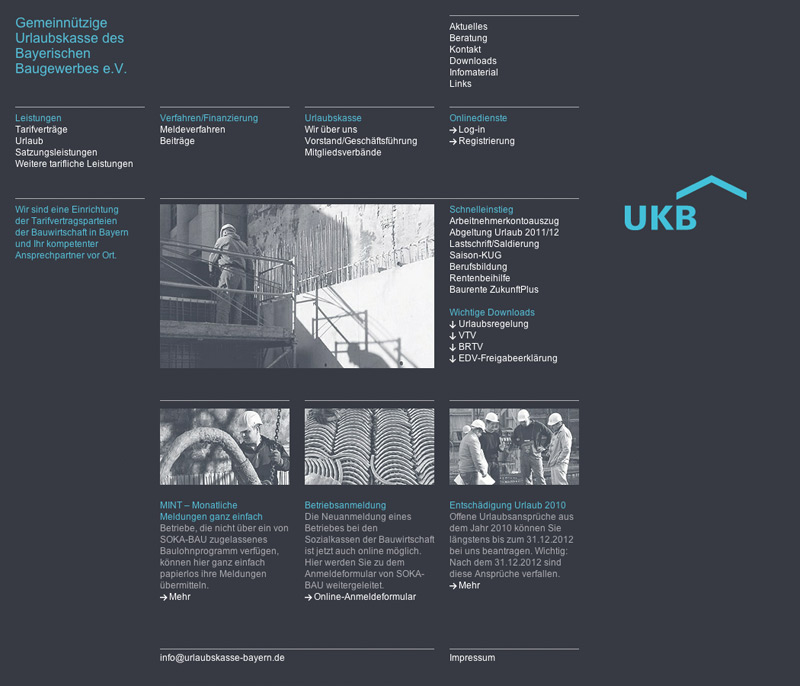 Gemeinnützige
Urlaubskasse des
Bayerischen
Baugewerbes e.V.
Aktuelles
Beratung
Kontakt
Downloads
Infomaterial
Links
Leistungen
Tarifverträge
Urlaub
Satzungsleistungen
Weitere tarifliche Leistungen
Verfahren/Finanzierung
Meldeverfahren
Beiträge
Urlaubskasse
Wir über uns
Vorstand/Geschäftsführung
Mitgliedsverbände
Onlinedienste
→ Log-in
→ Registrierung
UKB
Wir sind eine Einrichtung
der Tarifvertragsparteien
der Bauwirtschaft in Bayern
und Ihr kompetenter
Ansprechpartner vor Ort.
Schnelleinstieg
Arbeitnehmerkontoauszug
Abgeltung Urlaub 2011/12
Lastschrift/Saldierung
Saison-KUG
Berufsbildung
Rentenbeihilfe
Baurente ZukunftPlus
Wichtige Downloads
↓ Urlaubsregelung
↓ VTV
↓ BRTV
↓ EDV-Freigabeerklärung
MINT – Monatliche
Meldungen ganz einfach
Betriebe, die nicht über ein von
SOKA-BAU zugelassenes
Baulohnprogramm verfügen,
können hier ganz einfach
papierlos ihre Meldungen
übermitteln.
→ Mehr
Betriebsanmeldung
Die Neuanmeldung eines
Betriebes bei den
Sozialkassen der Bauwirtschaft
ist jetzt auch online möglich.
Hier werden Sie zu dem
Anmeldeformular von SOKA-
BAU weitergeleitet.
→ Online-Anmeldeformular
Entschädigung Urlaub 2010
Offene Urlaubsansprüche aus
dem Jahr 2010 können Sie
längstens bis zum 31.12.2012
bei uns beantragen. Wichtig:
Nach dem 31.12.2012 sind
diese Ansprüche verfallen.
→ Mehr
info@urlaubskasse-bayern.de
Impressum